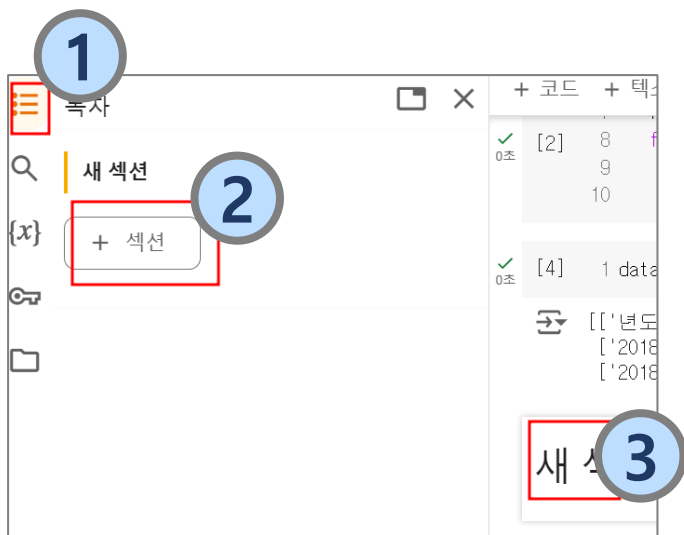 1
목차
+ 코드 + 텍스
새 섹션
2
+ 섹션
{x}
0초
[2]
8 f
9
10
0초
[4]
1 data
[['년도
['2018
['2018
새 섹
3